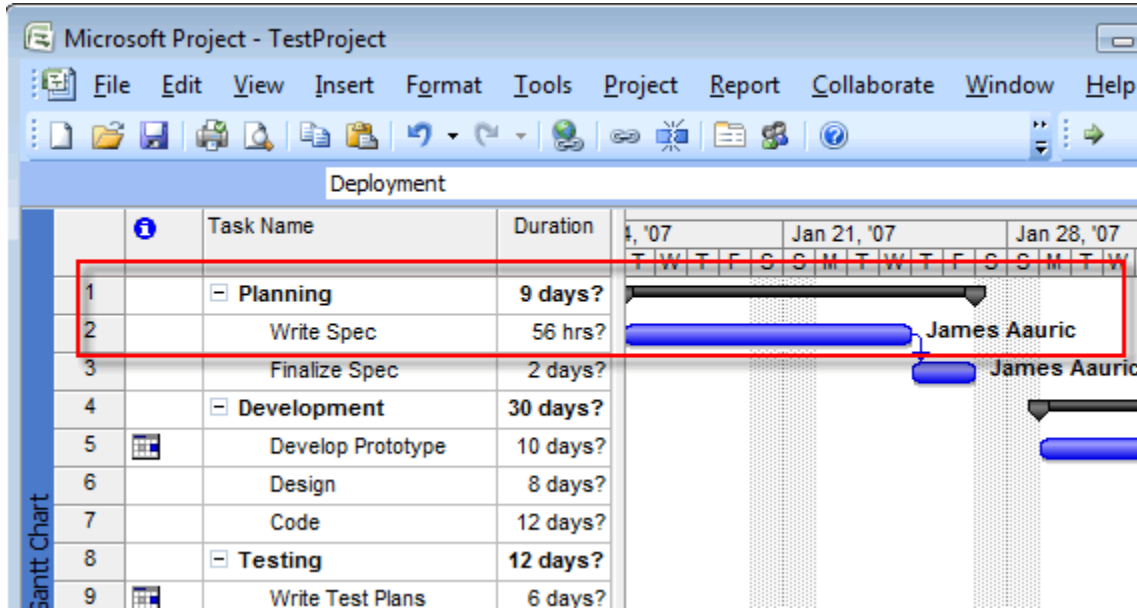 Microsoft Project - TestProject
File Edit View Insert Format Tools Project Report Collaborate Window Help
Deployment
Task Name Duration 4, '07 Jan 21, '07 Jan 28, '07
T W T F S S M T W T F S S M T W
1 Planning 9 days?
2 Write Spec 56 hrs? James Aauric
3 Finalize Spec 2 days? James Aauric
4 Development 30 days?
5 Develop Prototype 10 days?
6 Design 8 days?
7 Code 12 days?
8 Testing 12 days?
9 Write Test Plans 6 days?
Gantt Chart